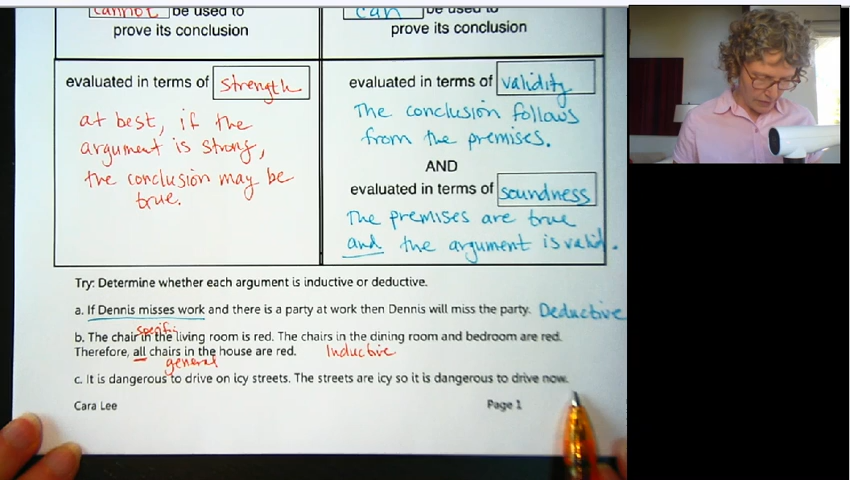 cannot be used to
prove its conclusion
can be used to
prove its conclusion
evaluated in terms of strength
at best, if the
argument is strong,
the conclusion may be
true.
evaluated in terms of validity
The conclusion follows
from the premises.
AND
evaluated in terms of soundness
The premises are true
and the argument is valid.
Try: Determine whether each argument is inductive or deductive.
a. If Dennis misses work and there is a party at work then Dennis will miss the party. Deductive
specific
b. The chair in the living room is red. The chairs in the dining room and bedroom are red.
Therefore, all chairs in the house are red. Inductive
general
c. It is dangerous to drive on icy streets. The streets are icy so it is dangerous to drive now.
Cara Lee Page 1